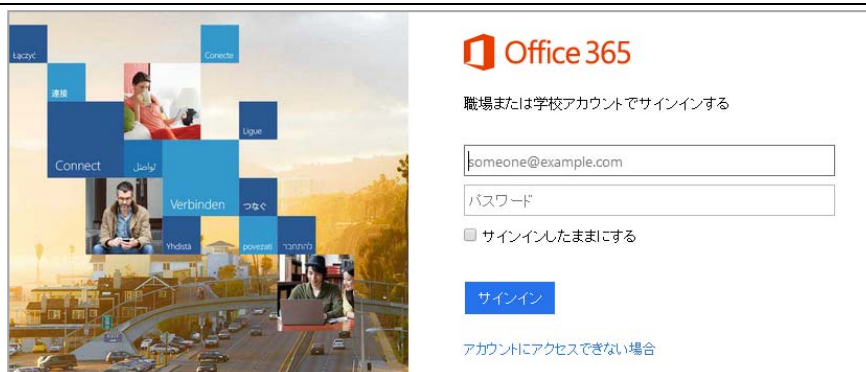 Łączyć
Conecte
連接
Ligue
Connect
تواصل
Verbinden
つなぐ
Yhdistä
povezati
להתחבר
Office 365
職場または学校アカウントでサインインする
someone@example.com
パスワード
サインインしたままにする
サインイン
アカウントにアクセスできない場合